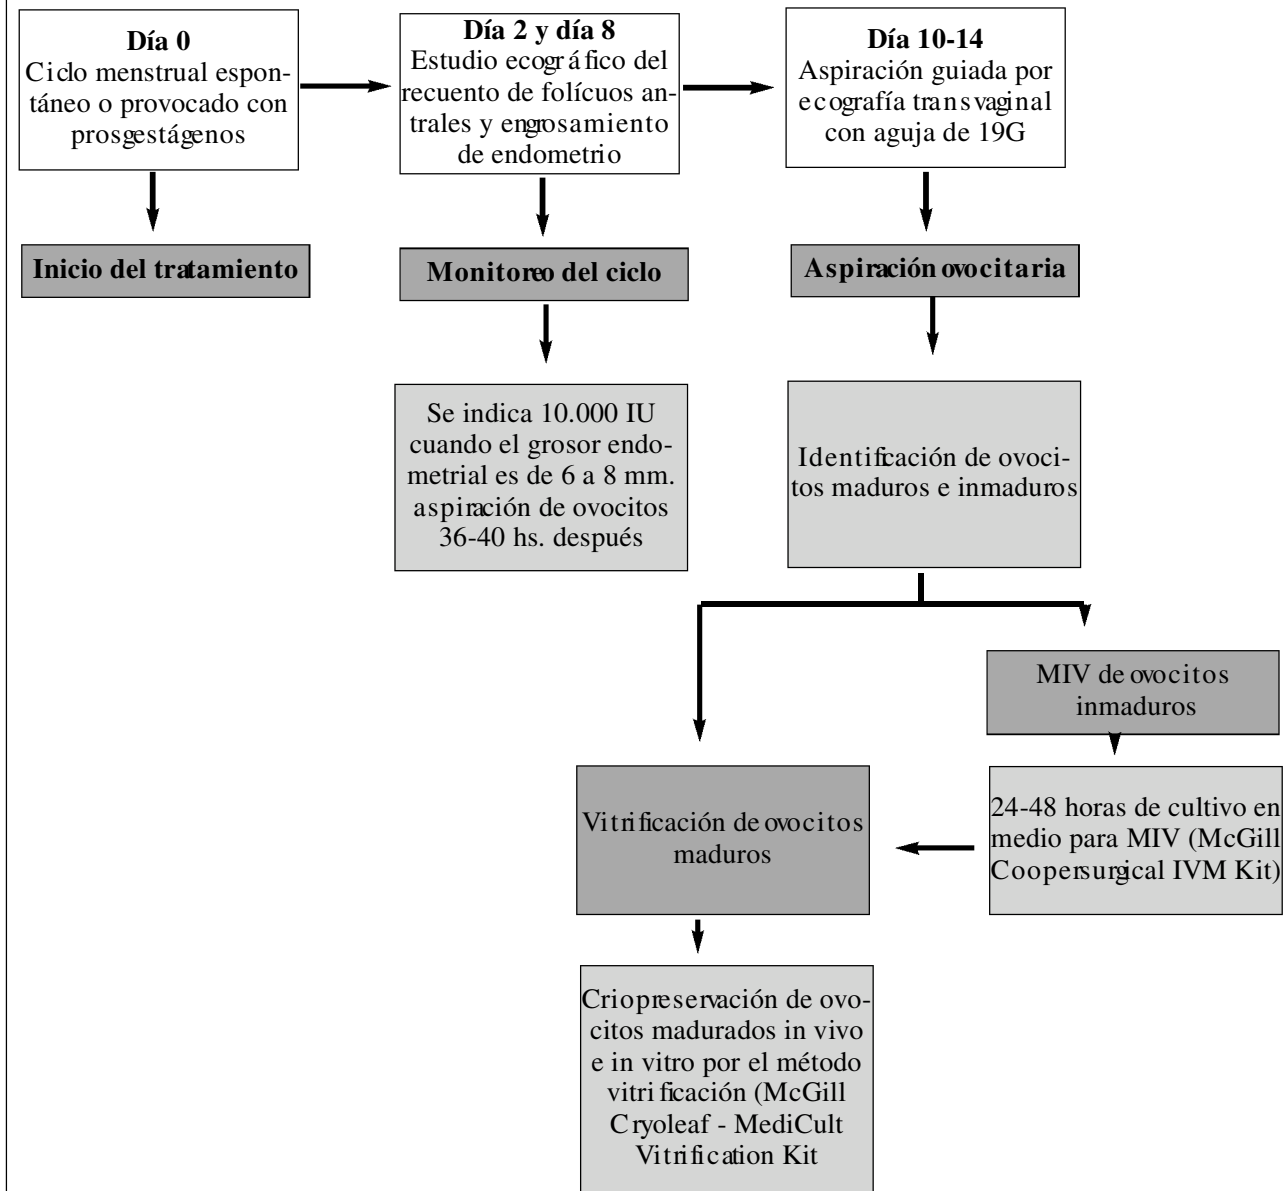 Día 0
Ciclo menstrual espon-
táneo o provocado con
prosgestágenos
Día 2 y día 8
Estudio ecográfico del
recuento de folícuos an-
trales y engrosamiento
de endometrio
Día 10-14
Aspiración guiada por
ecografía transvaginal
con aguja de 19G
Inicio del tratamiento
Monitoreo del ciclo
Aspiración ovocitaria
Se indica 10.000 IU
cuando el grosor endo-
metrial es de 6 a 8 mm.
aspiración de ovocitos
36-40 hs. después
Identificación de ovoci-
tos maduros e inmaduros
MIV de ovocitos
inmaduros
Vitrificación de ovocitos
maduros
24-48 horas de cultivo en
medio para MIV (McGill
Coopersurgical IVM Kit)
Criopreservación de ovo-
citos madurados in vivo
e in vitro por el método
vitrificación (McGill
Cryoleaf - MediCult
Vitrification Kit